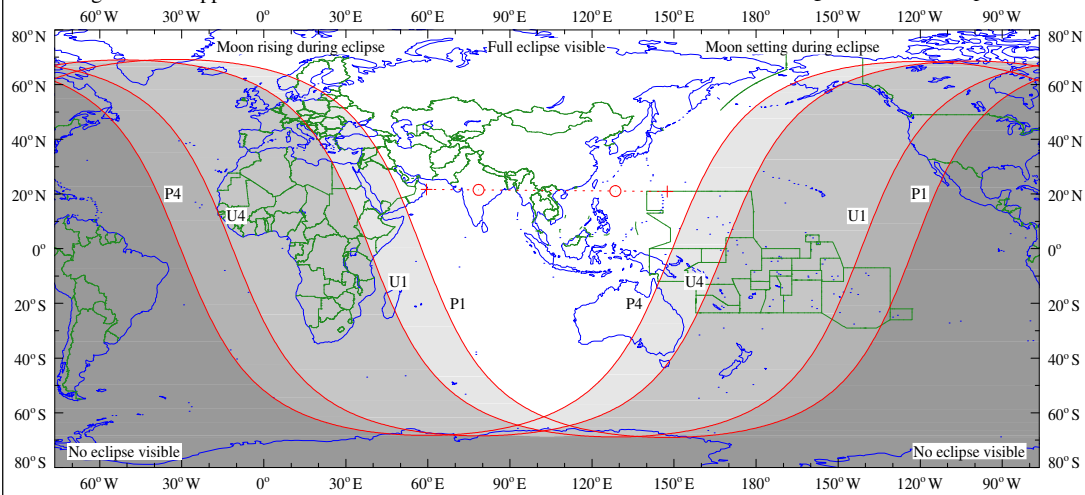 60° W 30° W 0° 30° E 60° E 90° E 120° E 150° E 180° 150° W 120° W 90° W
80° N Moon rising during eclipse Full eclipse visible Moon setting during eclipse 80° N
60° N 60° N
40° N 40° N
20° N P4 U4 U1 P1 20° N
0° 0°
U1 P1 P4 U4
20° S 20° S
40° S 40° S
60° S 60° S
No eclipse visible No eclipse visible
80° S 80° S
60° W 30° W 0° 30° E 60° E 90° E 120° E 150° E 180° 150° W 120° W 90° W